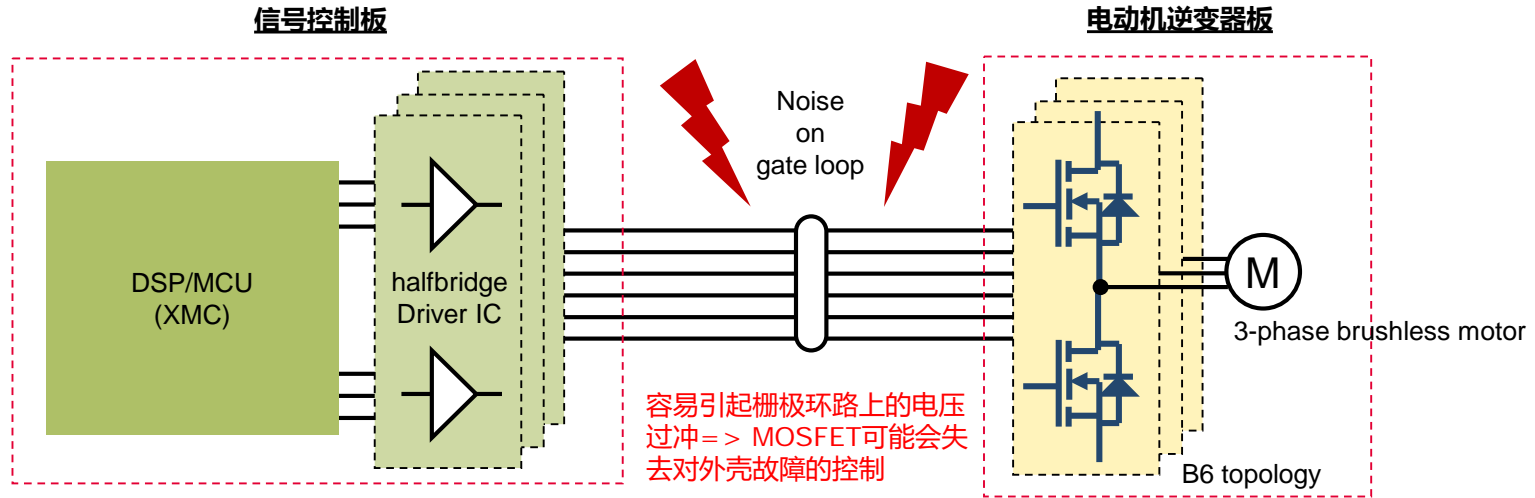 信号控制板
电动机逆变器板
Noise
on
gate loop
DSP/MCU
(XMC)
halfbridge
Driver IC
M
3-phase brushless motor
容易引起栅极环路上的电压
过冲=> MOSFET可能会失
去对外壳故障的控制
B6 topology